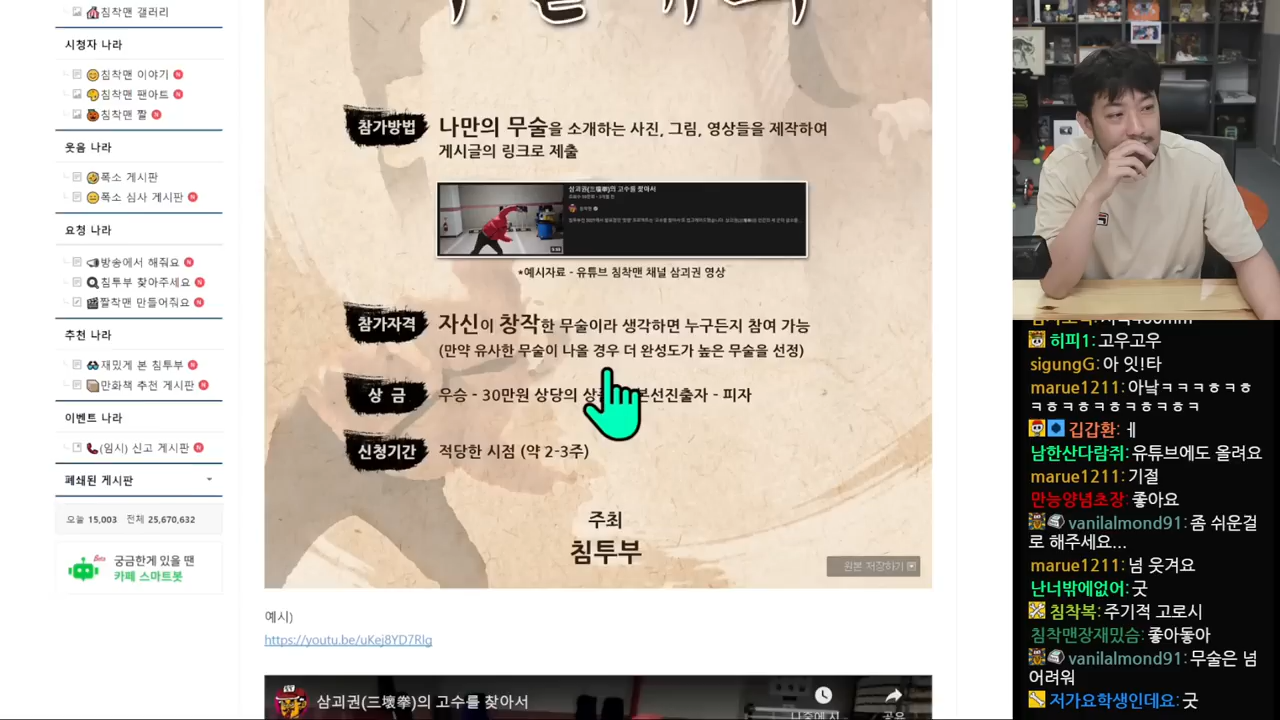 침착맨 갤러리
시청자 나라
침착맨 이야기 N
침착맨 팬아트 N
침착맨 짤 N
웃음 나라
폭소 게시판
폭소 심사 게시판 N
요청 나라
방송에서 해줘요 N
침투부 찾아주세요 N
짤착맨 만들어줘요 N
추천 나라
재밌게 본 침투부 N
만화책 추천 게시판 N
이벤트 나라
(임시) 신고 게시판 N
폐쇄된 게시판
오늘 15,003 전체 25,670,632
Beta
궁금한게 있을 땐
카페 스마트봇
참가방법
나만의 무술을 소개하는 사진, 그림, 영상들을 제작하여
게시글의 링크로 제출
삼괴권(三壞拳)의 고수를 찾아서
침착맨
*예시자료 - 유튜브 침착맨 채널 삼괴권 영상
참가자격
자신이 창작한 무술이라 생각하면 누구든지 참여 가능
(만약 유사한 무술이 나올 경우 더 완성도가 높은 무술을 선정)
상 금
우승 - 30만원 상당의 상 본선진출자 - 피자
신청기간
적당한 시점 (약 2-3주)
주최
침투부
원본 저장하기
예시)
https://youtu.be/uKej8YD7RIg
삼괴권(三壞拳)의 고수를 찾아서
나중에 시
공유
히피1: 고우고우
sigungG: 아 잇!타
marue1211: 아낰ㅋㅋㅋㅎㅋㅎ
ㅋㅎㅋㅎㅋㅎㅋㅎㅋㅎㅋ
김갑환: ㅔ
남한산다람쥐: 유튜브에도 올려요
marue1211: 기절
만능양념초장: 좋아요
vanilalmond91: 좀 쉬운걸
로 해주세요...
marue1211: 넘 웃겨요
난너밖에없어: 굿
침착복: 주기적 고로시
침착맨장재밌슴: 좋아돟아
vanilalmond91: 무술은 넘
어려워
저가요학생인데요: 굿